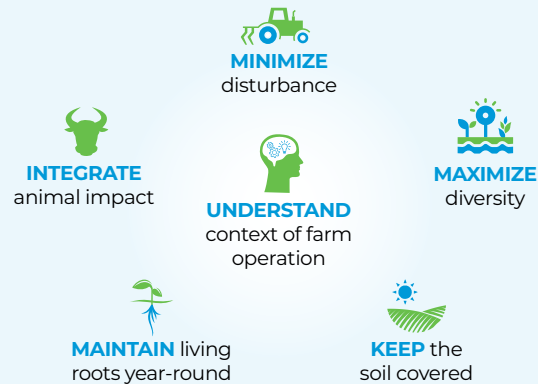 MINIMIZE
disturbance
INTEGRATE
animal impact
MAXIMIZE
diversity
UNDERSTAND
context of farm
operation
MAINTAIN living
roots year-round
KEEP the
soil covered